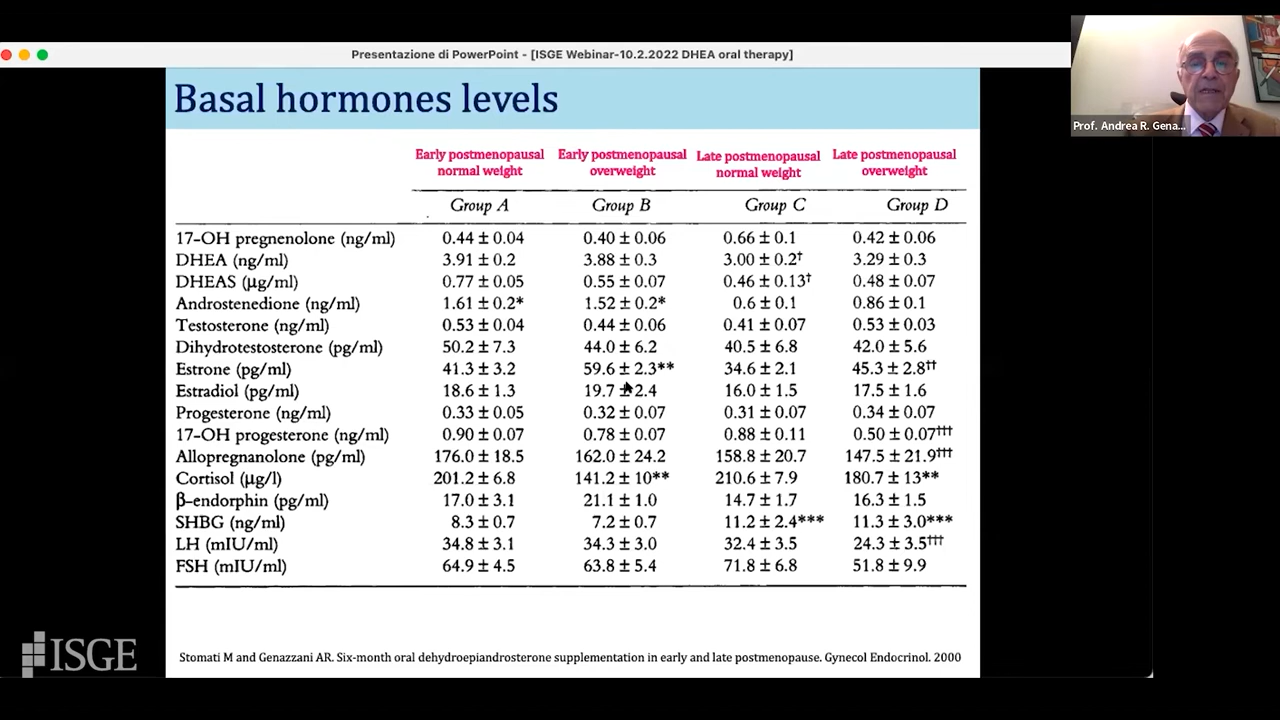 Presentazione di PowerPoint - [ISGE Webinar-10.2.2022 DHEA oral therapy)]
Prof. Andrea R. Gena...
Basal hormones levels
Early postmenopausal normal weight Early postmenopausal overweight Late postmenopausal normal weight Late postmenopausal overweight
Group A Group B Group C Group D
17-OH pregnenolone (ng/ml) 0.44 ± 0.04 0.40 ± 0.06 0.66 ± 0.1 0.42 ± 0.06
DHEA (ng/ml) 3.91 ± 0.2 3.88 ± 0.3 3.00 ± 0.2† 3.29 ± 0.3
DHEAS (µg/ml) 0.77 ± 0.05 0.55 ± 0.07 0.46 ± 0.13† 0.48 ± 0.07
Androstenedione (ng/ml) 1.61 ± 0.2* 1.52 ± 0.2* 0.6 ± 0.1 0.86 ± 0.1
Testosterone (ng/ml) 0.53 ± 0.04 0.44 ± 0.06 0.41 ± 0.07 0.53 ± 0.03
Dihydrotestosterone (pg/ml) 50.2 ± 7.3 44.0 ± 6.2 40.5 ± 6.8 42.0 ± 5.6
Estrone (pg/ml) 41.3 ± 3.2 59.6 ± 2.3** 34.6 ± 2.1 45.3 ± 2.8††
Estradiol (pg/ml) 18.6 ± 1.3 19.7 ± 2.4 16.0 ± 1.5 17.5 ± 1.6
Progesterone (ng/ml) 0.33 ± 0.05 0.32 ± 0.07 0.31 ± 0.07 0.34 ± 0.07
17-OH progesterone (ng/ml) 0.90 ± 0.07 0.78 ± 0.07 0.88 ± 0.11 0.50 ± 0.07†††
Allopregnanolone (pg/ml) 176.0 ± 18.5 162.0 ± 24.2 158.8 ± 20.7 147.5 ± 21.9†††
Cortisol (µg/l) 201.2 ± 6.8 141.2 ± 10** 210.6 ± 7.9 180.7 ± 13**
β-endorphin (pg/ml) 17.0 ± 3.1 21.1 ± 1.0 14.7 ± 1.7 16.3 ± 1.5
SHBG (ng/ml) 8.3 ± 0.7 7.2 ± 0.7 11.2 ± 2.4*** 11.3 ± 3.0***
LH (mIU/ml) 34.8 ± 3.1 34.3 ± 3.0 32.4 ± 3.5 24.3 ± 3.5†††
FSH (mIU/ml) 64.9 ± 4.5 63.8 ± 5.4 71.8 ± 6.8 51.8 ± 9.9
ISGE
Stomati M and Genazzani AR. Six-month oral dehydroepiandrosterone supplementation in early and late postmenopause. Gynecol Endocrinol. 2000